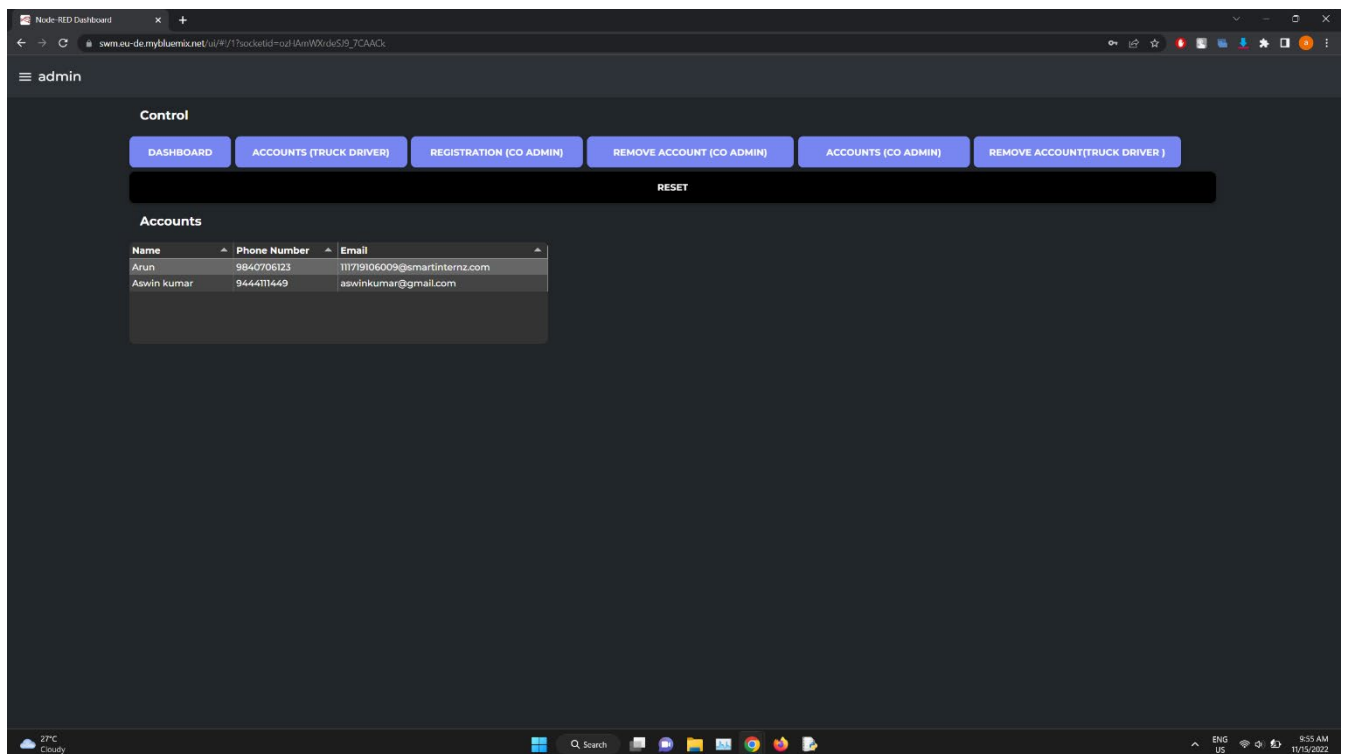 Node-RED Dashboard
swm.eu-de.mybluemix.net/ui/#!/1?socketid=
admin
Control
DASHBOARD ACCOUNTS (TRUCK DRIVER) REGISTRATION (CO ADMIN) REMOVE ACCOUNT (CO ADMIN) ACCOUNTS (CO ADMIN) REMOVE ACCOUNT(TRUCK DRIVER )
RESET
Accounts
Name Phone Number Email
Arun 9840706123 111719106009@smartinternz.com
Aswin kumar 9444111449 aswinkumar@gmail.com
27°C
Cloudy
Search
ENG
US
9:55 AM
11/15/2022